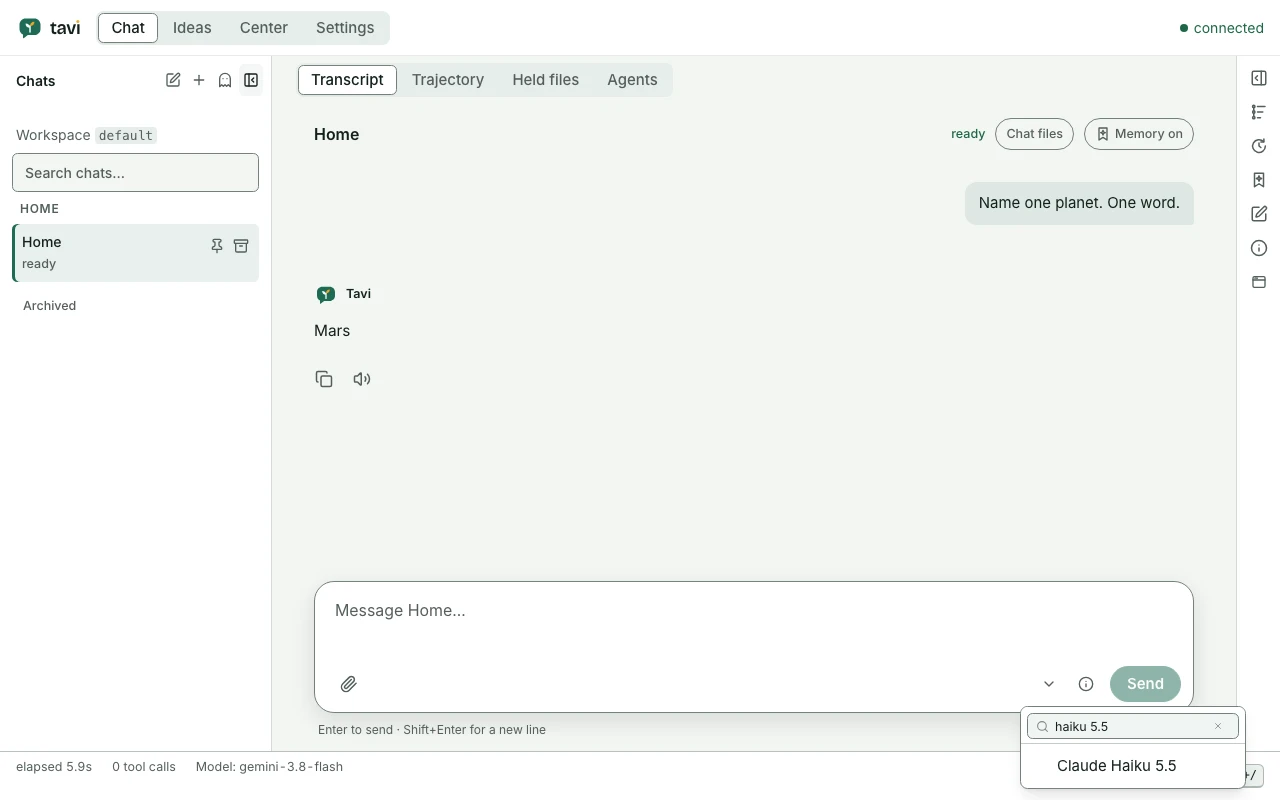 tavi
Chat Ideas Center Settings
connected
Chats
Transcript Trajectory Held files Agents
Workspace default
Search chats...
HOME
Home
ready
Archived
Home
ready Chat files Memory on
Name one planet. One word.
Tavi
Mars
Message Home...
Send
Enter to send · Shift+Enter for a new line
haiku 5.5
Claude Haiku 5.5
elapsed 5.9s 0 tool calls Model: gemini-3.8-flash
/